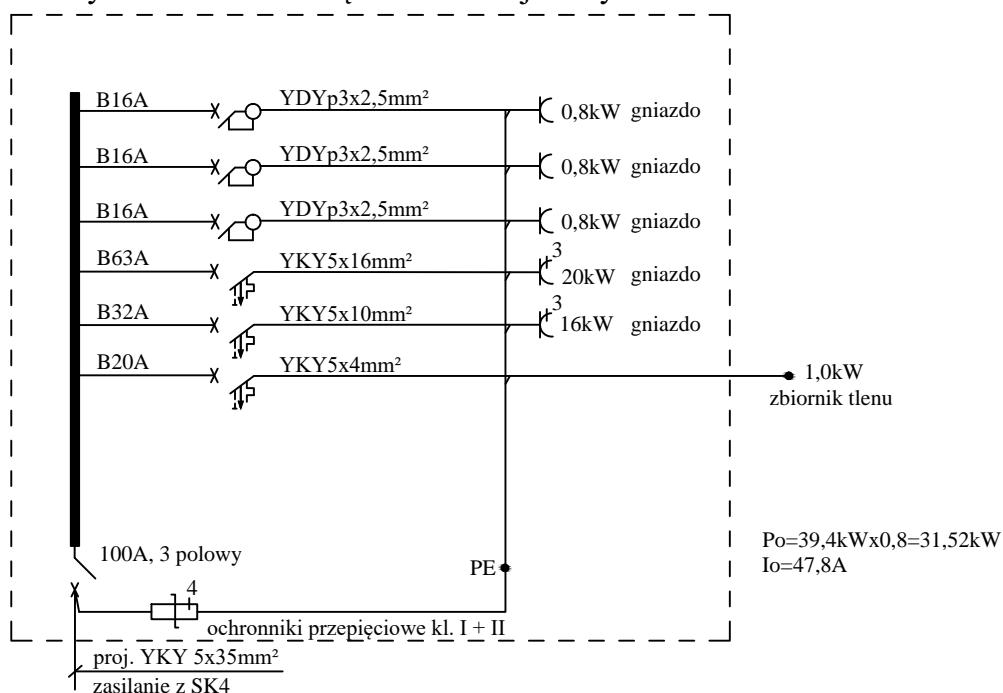 B16A YDYp3x2,5mm² 0,8kW gniazdo
B16A YDYp3x2,5mm² 0,8kW gniazdo
B16A YDYp3x2,5mm² 0,8kW gniazdo
B63A YKY5x16mm² 3 20kW gniazdo
B32A YKY5x10mm² 3 16kW gniazdo
B20A YKY5x4mm² 1,0kW
zbiornik tlenu
Po=39,4kWx0,8=31,52kW
Io=47,8A
100A, 3 polowy
PE
4
ochronniki przepięciowe kl. I + II
proj. YKY 5x35mm²
zasilanie z SK4